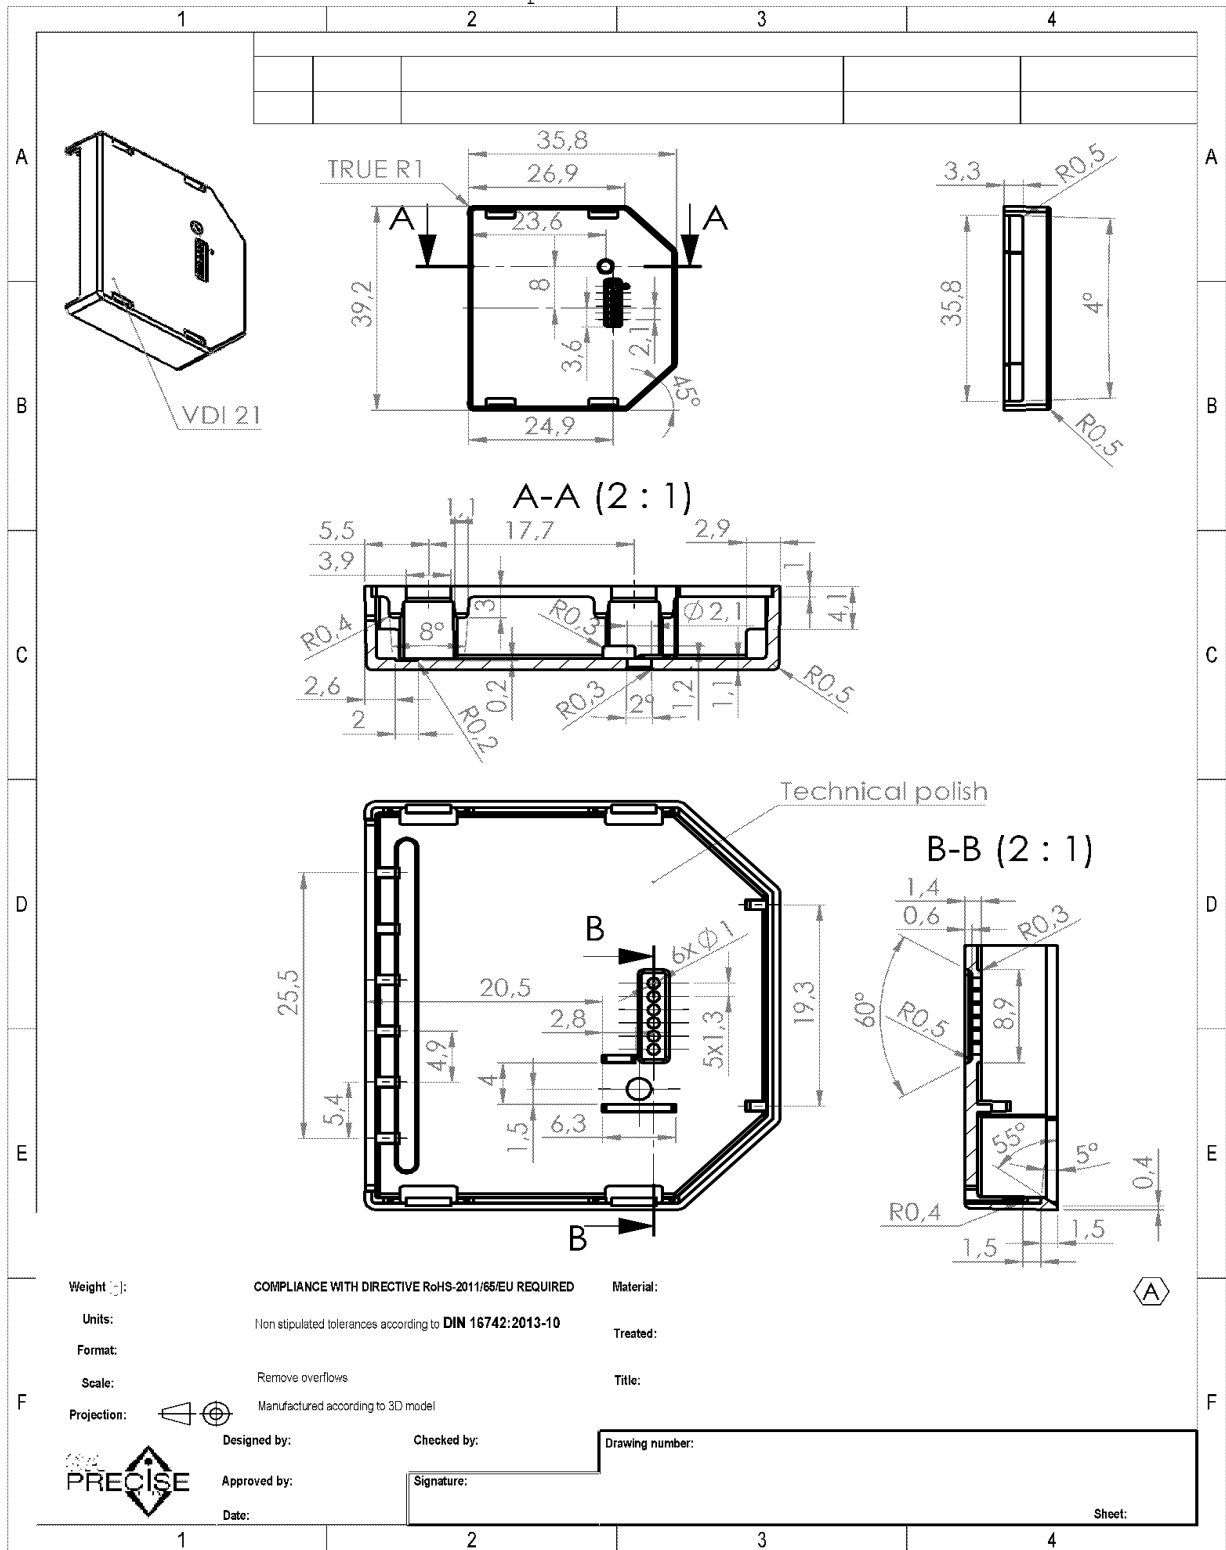 1 2 3 4
A A
B B
C C
D D
E E
F F
VDI 21
TRUE R1
35,8
26,9
A A
23,6
39,2
8
3,6
2,1
45°
24,9
3,3
R0,5
35,8
4°
R0,5
A-A (2 : 1)
1,1
5,5
17,7
2,9
3,9
1
4,1
3
R0,3
Ø2,1
R0,4
8°
2,6
2
R0,2
0,2
R0,3
2°
1,2
1,1
R0,5
Technical polish
B
6xØ1
25,5
20,5
2,8
5x1,3
19,3
4,9
4
5,4
1,5
6,3
B
B-B (2 : 1)
1,4
0,6
R0,3
60°
R0,5
8,9
55°
5°
0,4
R0,4
1,5
1,5
A
Weight
COMPLIANCE WITH DIRECTIVE RoHS-2011/65/EU REQUIRED
Material:
Units:
Non stipulated tolerances according to DIN 16742:2013-10
Treated:
Format:
Scale:
Remove overflows
Title:
Projection:
Manufactured according to 3D model
PRECISE
Designed by:
Checked by:
Drawing number:
Approved by:
Signature:
Date:
Sheet:
1 2 3 4